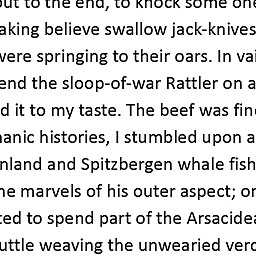 out to the end, to knock some one
aking believe swallow jack-knives
were springing to their oars. In vai
end the sloop-of-war Rattler on a
d it to my taste. The beef was fin
anic histories, I stumbled upon a
nland and Spitzbergen whale fish
he marvels of his outer aspect; or
ted to spend part of the Arsacidea
uttle weaving the unwearied verd